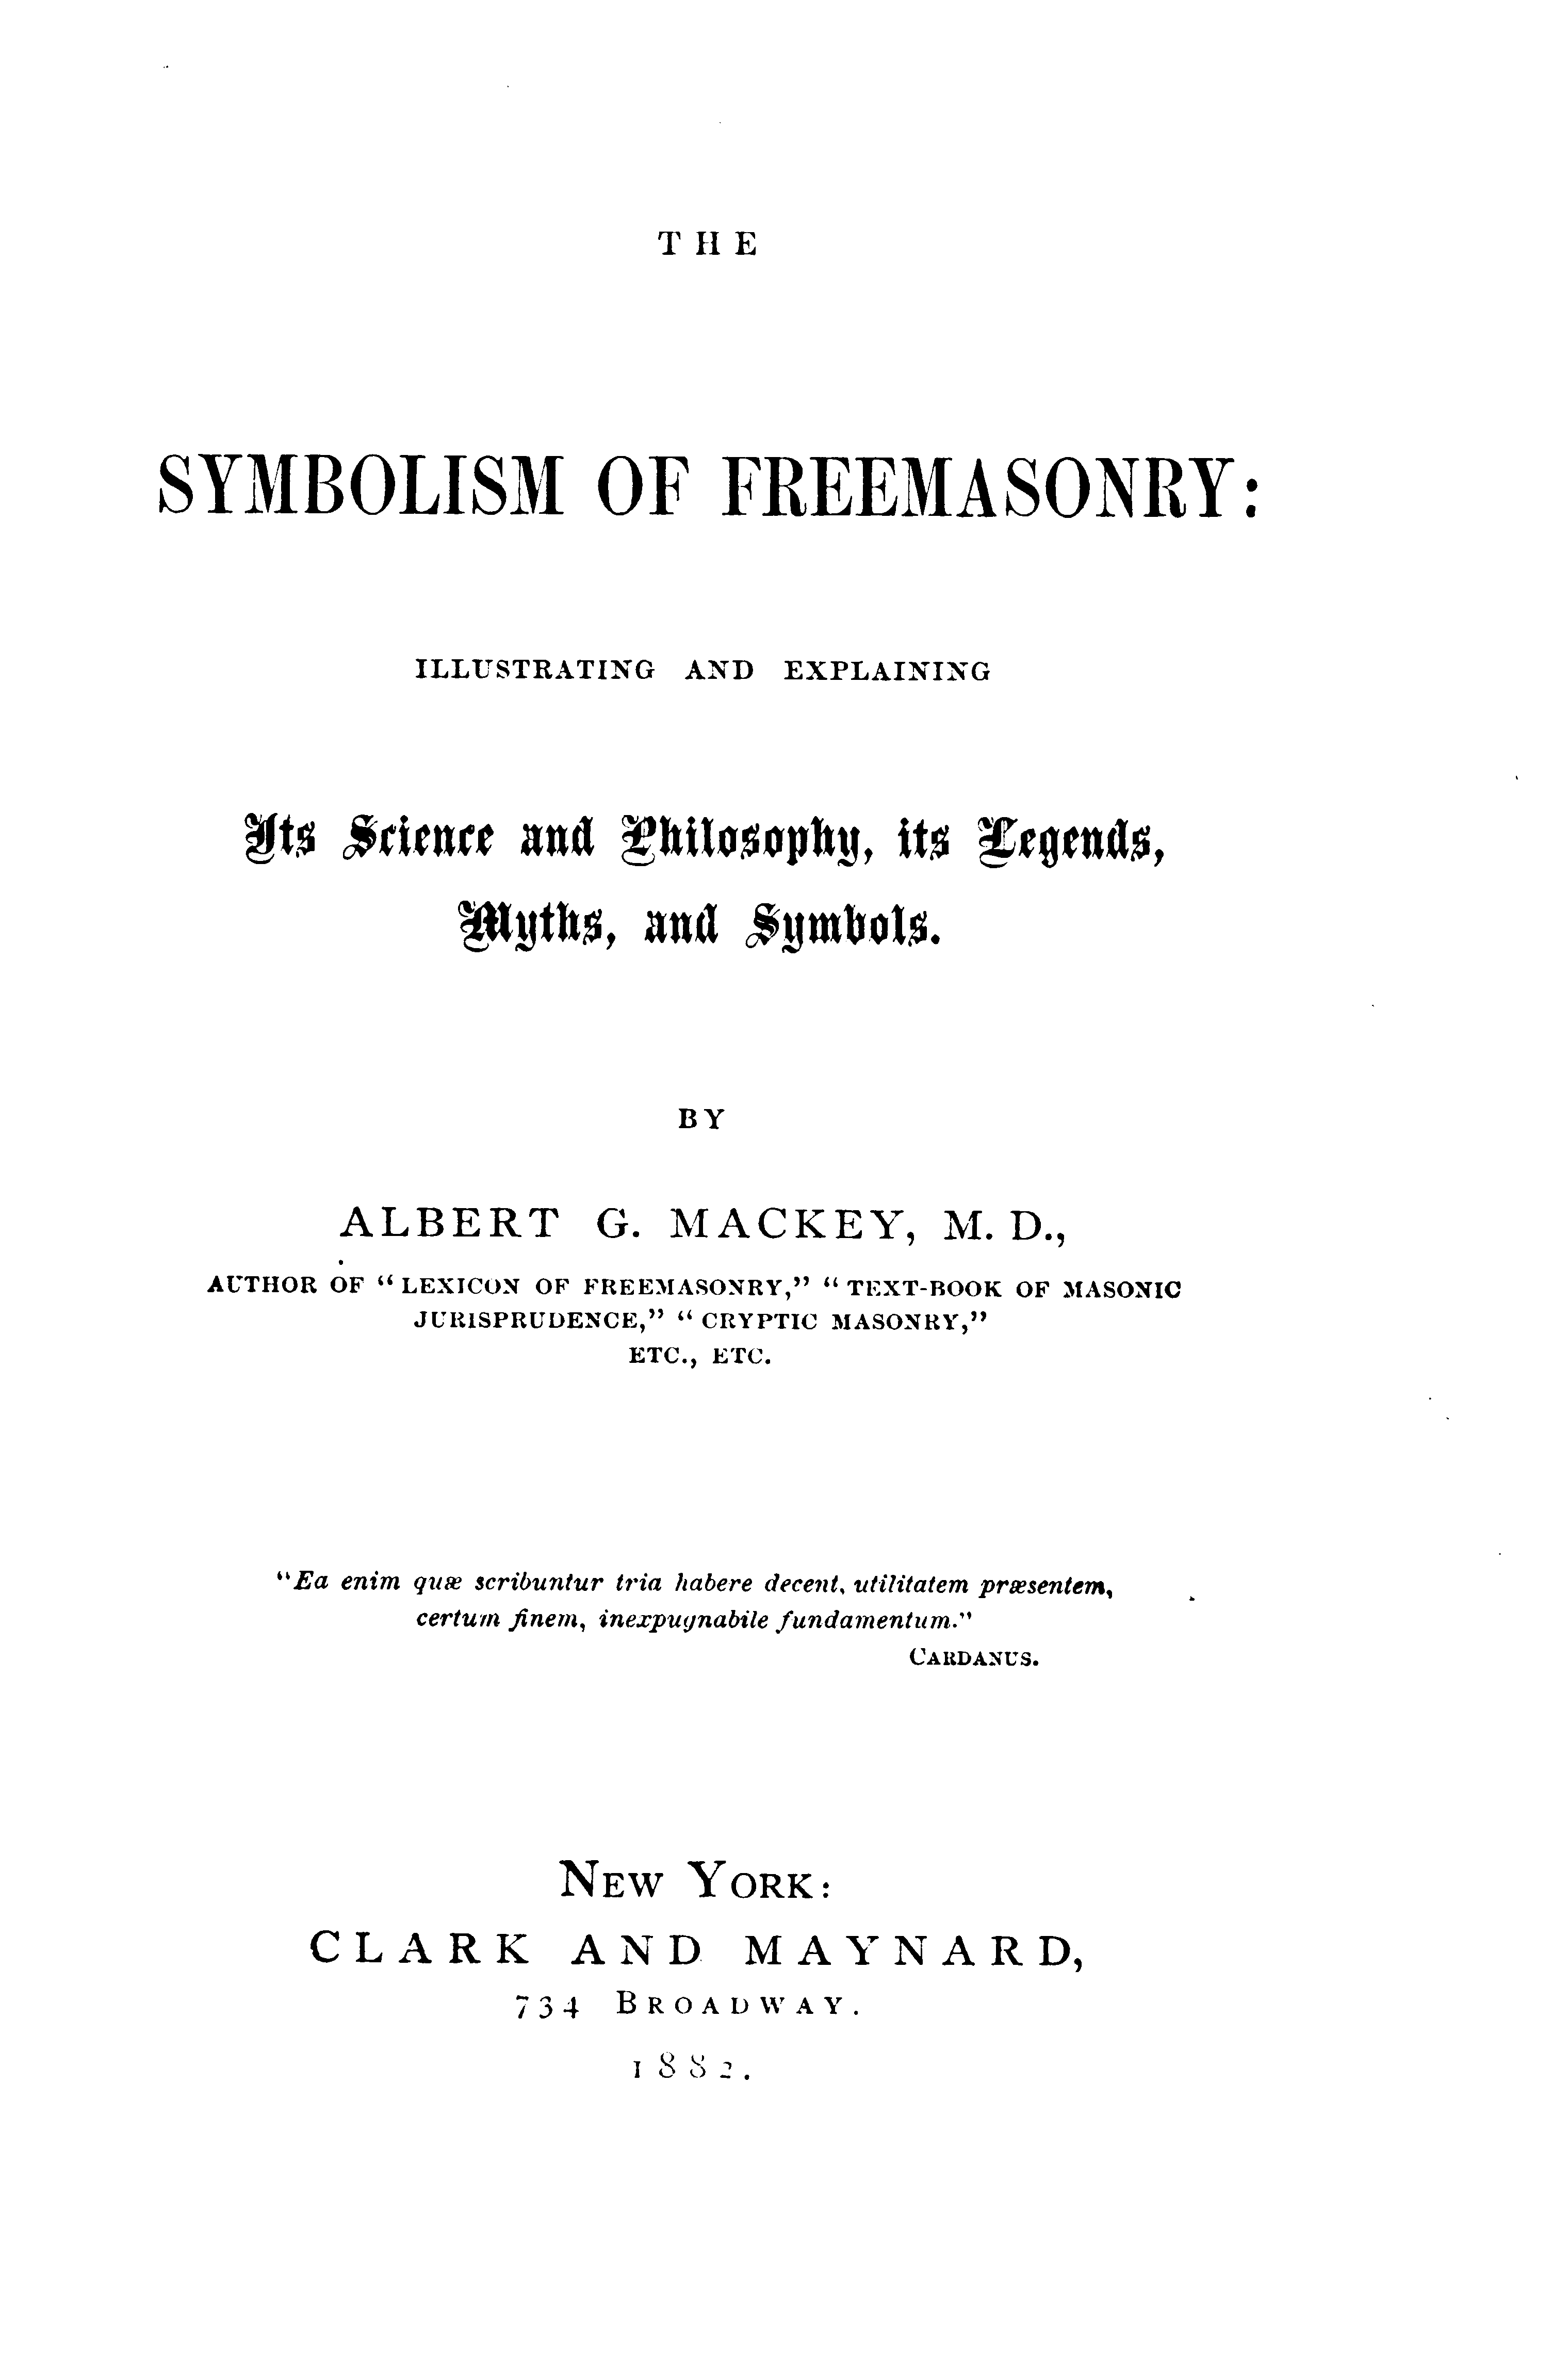 THE
SYMBOLISM OF FREEMASONRY:
ILLUSTRATING AND EXPLAINING
Its Science and Philosophy, its Legends,
Myths, and Symbols.
BY
ALBERT G. MACKEY, M. D.,
AUTHOR OF “LEXICON OF FREEMASONRY,” “TEXT-BOOK OF MASONIC
JURISPRUDENCE,” “CRYPTIC MASONRY,”
ETC., ETC.
“Ea enim quæ scribuntur tria habere decent, utilitatem præsentem,
certum finem, inexpugnabile fundamentum.”
CARDANUS.
NEW YORK:
CLARK AND MAYNARD,
734 BROADWAY.
1882.